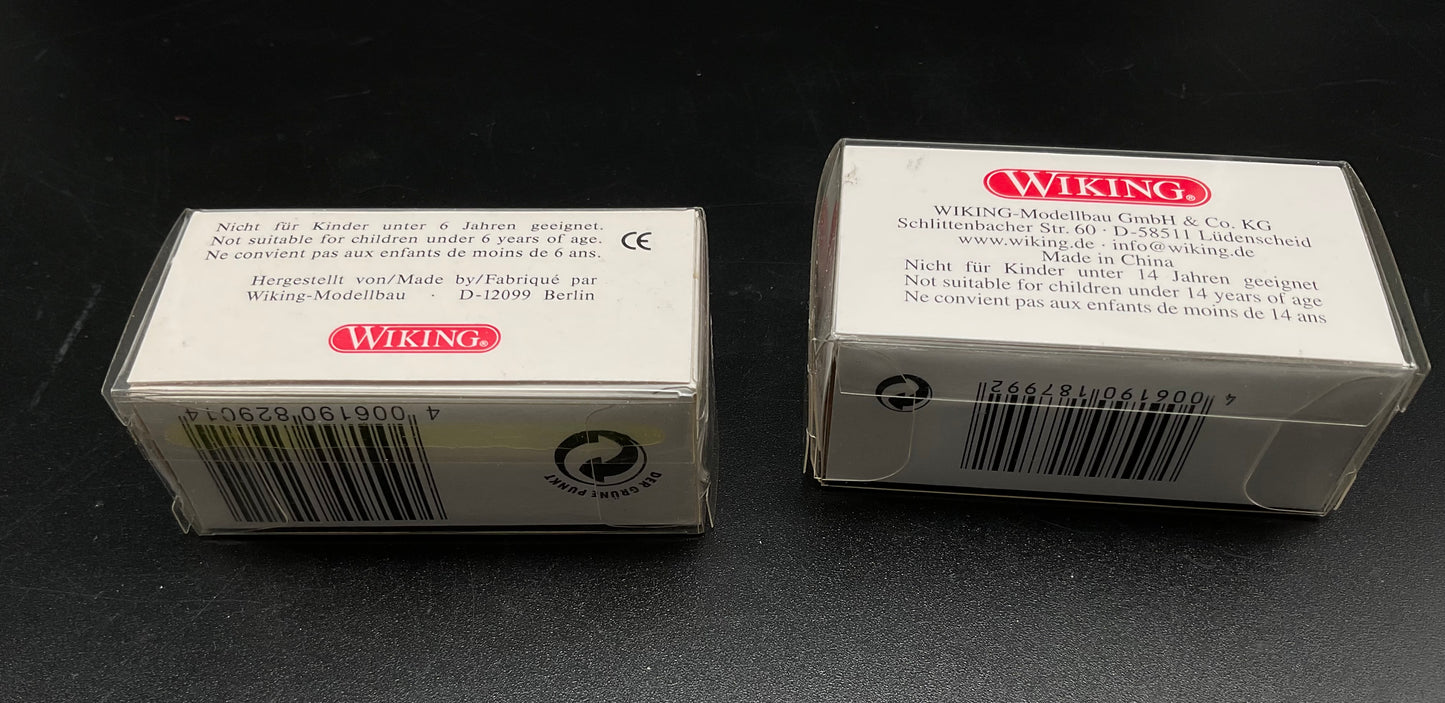 Nicht für Kinder unter 6 Jahren geeignet.
Not suitable for children under 6 years of age.
Ne convient pas aux enfants de moins de 6 ans.
CE
Hergestellt von/Made by/Fabriqué par
Wiking-Modellbau · D-12099 Berlin
WIKING®
4 006190 829014
DER GRÜNE PUNKT
WIKING®
WIKING-Modellbau GmbH & Co. KG
Schlittenbacher Str. 60 · D-58511 Lüdenscheid
www.wiking.de · info@wiking.de
Made in China
Nicht für Kinder unter 14 Jahren geeignet
Not suitable for children under 14 years of age
Ne convient pas aux enfants de moins de 14 ans
4 006190 187992